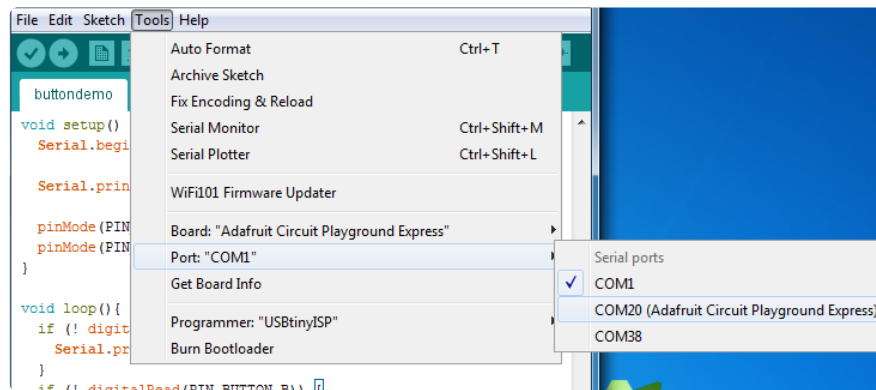 File Edit Sketch Tools Help
Auto Format Ctrl+T
Archive Sketch
Fix Encoding & Reload
Serial Monitor Ctrl+Shift+M
Serial Plotter Ctrl+Shift+L
WiFi101 Firmware Updater
Board: "Adafruit Circuit Playground Express"
Port: "COM1"
Get Board Info
Programmer: "USBtinyISP"
Burn Bootloader
Serial ports
COM1
COM20 (Adafruit Circuit Playground Express)
COM38
buttondemo
void setup()
Serial.begi
Serial.prin
pinMode(PIN
pinMode(PIN
}
void loop(){
if (! digit
Serial.pr
}
if (! digitalRead(PIN_BUTTON_B)) {